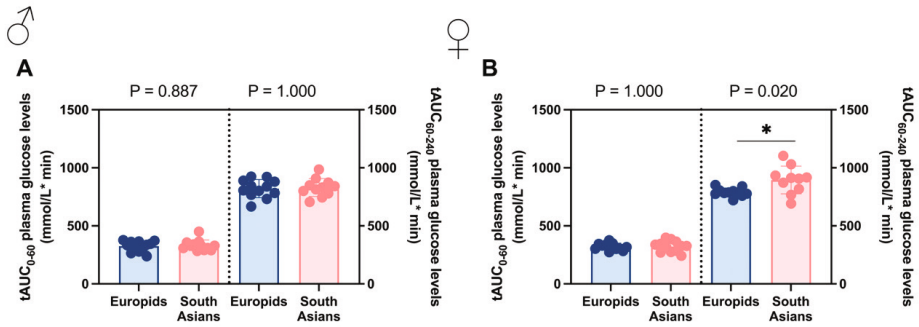 ♂
♀
A
P = 0.887
P = 1.000
tAUC0-60 plasma glucose levels
(mmol/L* min)
1500
1000
500
0
1500
1000
500
0
tAUC60-240 plasma glucose levels
(mmol/L* min)
Europids
South
Asians
Europids
South
Asians
B
P = 1.000
P = 0.020
*
tAUC0-60 plasma glucose levels
(mmol/L* min)
1500
1000
500
0
1500
1000
500
0
tAUC60-240 plasma glucose levels
(mmol/L* min)
Europids
South
Asians
Europids
South
Asians